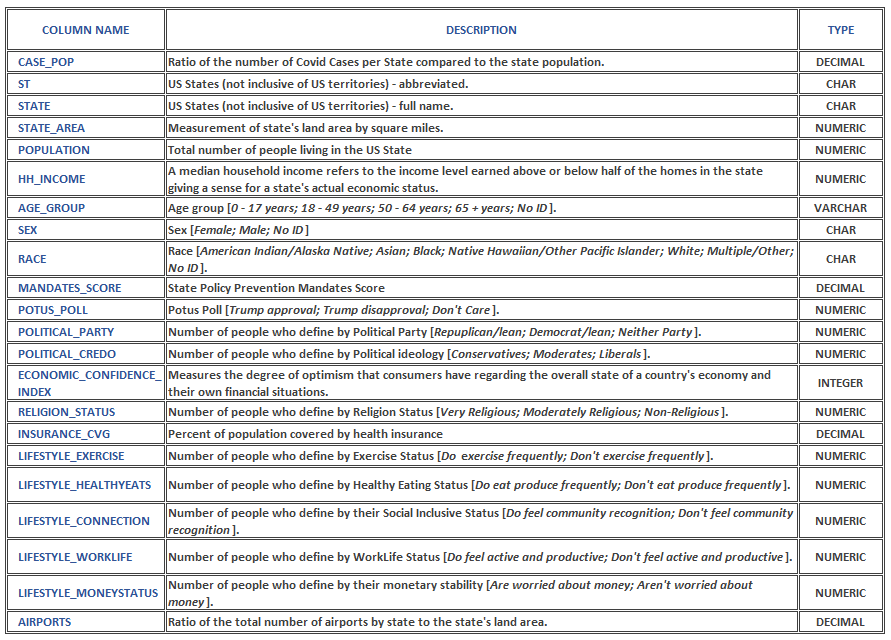 COLUMN NAME DESCRIPTION TYPE
CASE_POP Ratio of the number of Covid Cases per State compared to the state population. DECIMAL
ST US States (not inclusive of US territories) - abbreviated. CHAR
STATE US States (not inclusive of US territories) - full name. CHAR
STATE_AREA Measurement of state's land area by square miles. NUMERIC
POPULATION Total number of people living in the US State NUMERIC
HH_INCOME A median household income refers to the income level earned above or below half of the homes in the state
giving a sense for a state's actual economic status. NUMERIC
AGE_GROUP Age group [0 - 17 years; 18 - 49 years; 50 - 64 years; 65 + years; No ID]. VARCHAR
SEX Sex [Female; Male; No ID] CHAR
RACE Race [American Indian/Alaska Native; Asian; Black; Native Hawaiian/Other Pacific Islander; White; Multiple/Other;
No ID]. CHAR
MANDATES_SCORE State Policy Prevention Mandates Score DECIMAL
POTUS_POLL Potus Poll [Trump approval; Trump disapproval; Don't Care]. NUMERIC
POLITICAL_PARTY Number of people who define by Political Party [Repuplican/lean; Democrat/lean; Neither Party]. NUMERIC
POLITICAL_CREDO Number of people who define by Political ideology [Conservatives; Moderates; Liberals]. NUMERIC
ECONOMIC_CONFIDENCE_ Measures the degree of optimism that consumers have regarding the overall state of a country's economy and
INDEX their own financial situations. INTEGER
RELIGION_STATUS Number of people who define by Religion Status [Very Religious; Moderately Religious; Non-Religious]. NUMERIC
INSURANCE_CVG Percent of population covered by health insurance DECIMAL
LIFESTYLE_EXERCISE Number of people who define by Exercise Status [Do exercise frequently; Don't exercise frequently]. NUMERIC
LIFESTYLE_HEALTHYEATS Number of people who define by Healthy Eating Status [Do eat produce frequently; Don't eat produce frequently]. NUMERIC
LIFESTYLE_CONNECTION Number of people who define by their Social Inclusive Status [Do feel community recognition; Don't feel community
recognition]. NUMERIC
LIFESTYLE_WORKLIFE Number of people who define by WorkLife Status [Do feel active and productive; Don't feel active and productive]. NUMERIC
LIFESTYLE_MONEYSTATUS Number of people who define by their monetary stability [Are worried about money; Aren't worried about
money]. NUMERIC
AIRPORTS Ratio of the total number of airports by state to the state's land area. DECIMAL